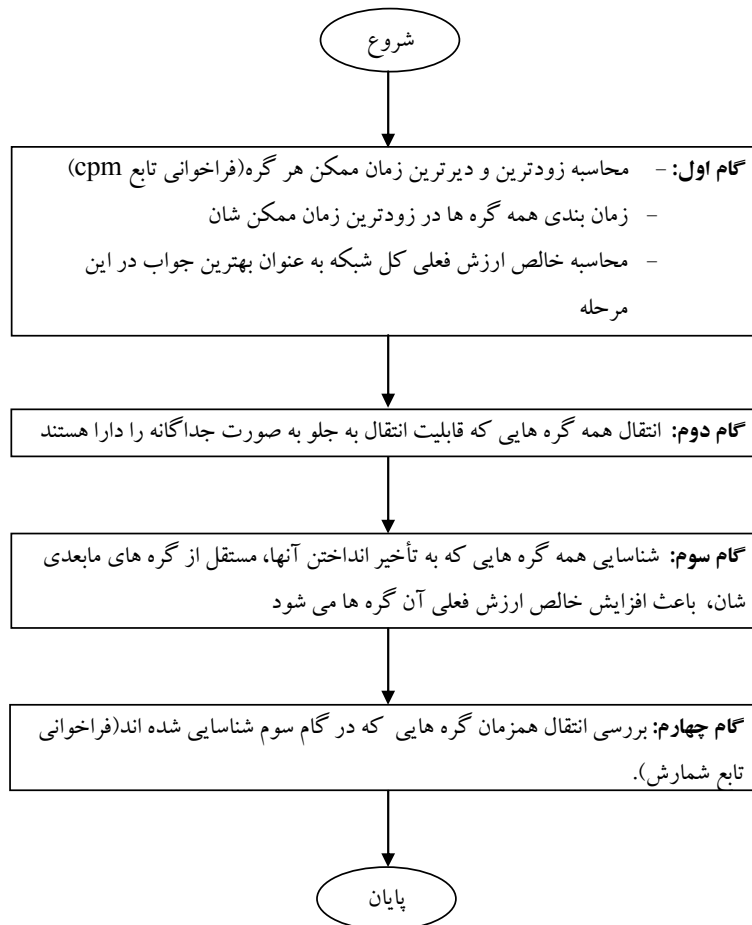 شروع
گام اول: – محاسبه زودترین و دیرترین زمان ممکن هر گره(فراخوانی تابع cpm)
– زمان بندی همه گره ها در زودترین زمان ممکن شان
– محاسبه خالص ارزش فعلی کل شبکه به عنوان بهترین جواب در این
مرحله
گام دوم: انتقال همه گره هایی که قابلیت انتقال به جلو به صورت جداگانه را دارا هستند
گام سوم: شناسایی همه گره هایی که به تأخیر انداختن آنها، مستقل از گره های مابعدی
شان، باعث افزایش خالص ارزش فعلی آن گره ها می شود
گام چهارم: بررسی انتقال همزمان گره هایی که در گام سوم شناسایی شده اند(فراخوانی
تابع شمارش).
پایان